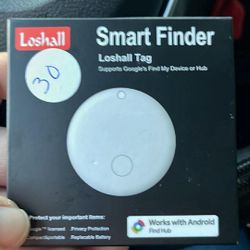 Loshall
30
Smart Finder
Loshall Tag
Supports Google's Find My Device or Hub
Protect your important items:
licensed Privacy Protection
Replaceable Battery
Works with Android
Find Hub